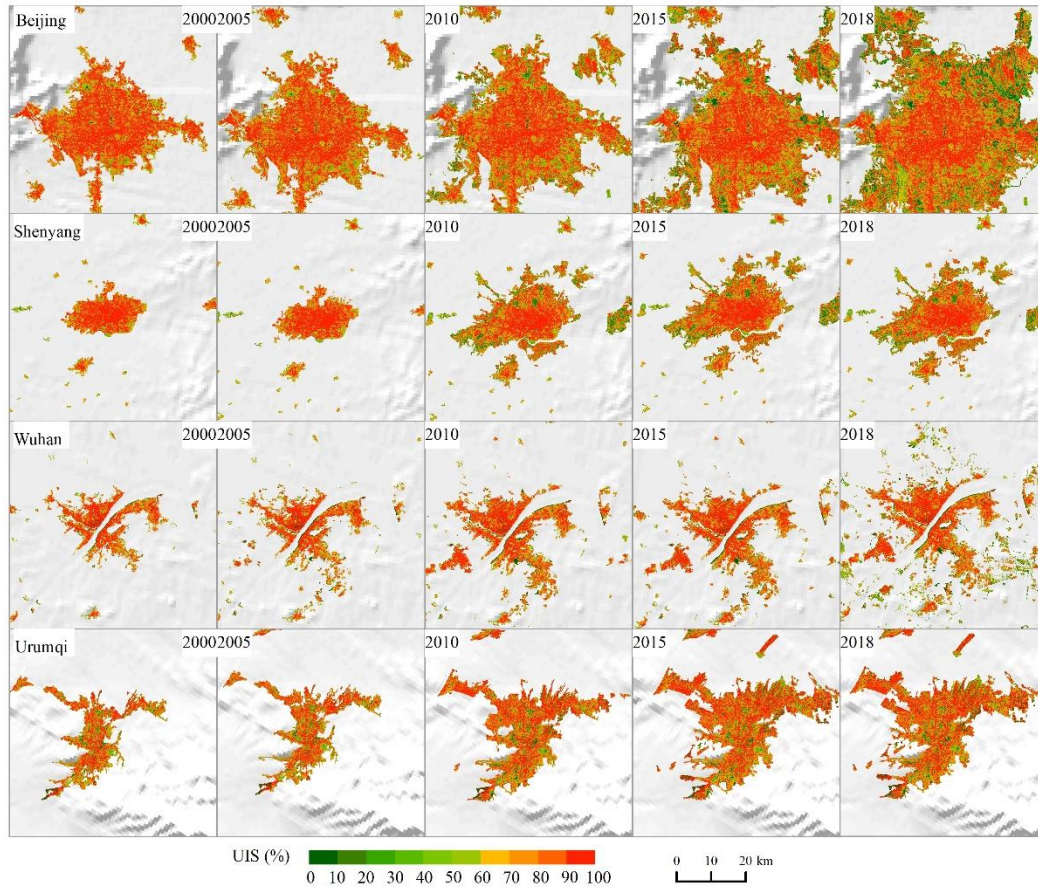 Beijing 2000 2005 2010 2015 2018
Shenyang 2000 2005 2010 2015 2018
Wuhan 2000 2005 2010 2015 2018
Urumqi 2000 2005 2010 2015 2018
UIS (%) 0 10 20 30 40 50 60 70 80 90 100
0 10 20 km